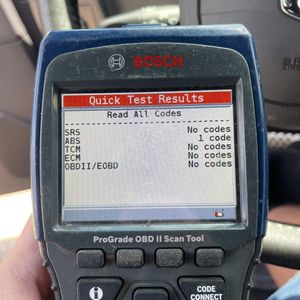 BOSCH
Quick Test Results
Read All Codes
SRS No codes
ABS 1 code
TCM No codes
ECM No codes
OBDII/EOBD No codes
ProGrade OBD II Scan Tool
i
CODE
CONNECT